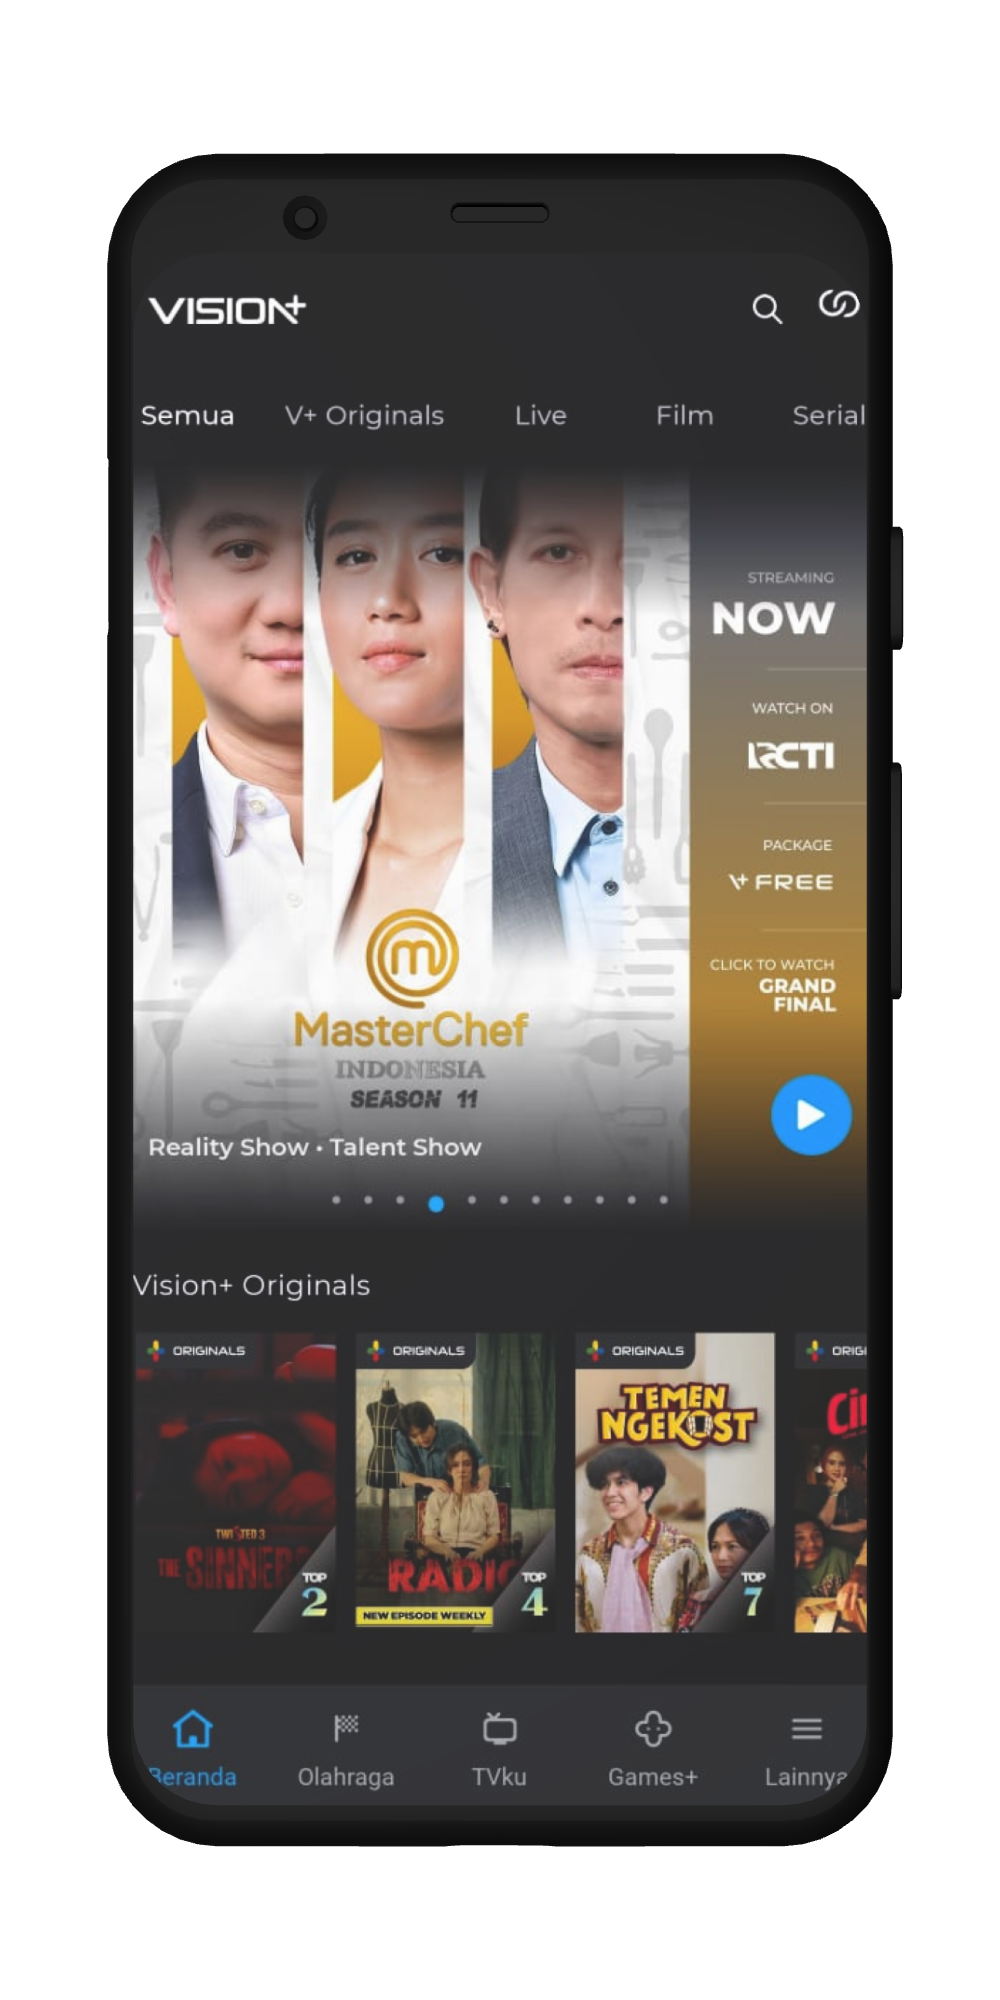 VISION+
Semua V+ Originals Live Film Serial
STREAMING
NOW
WATCH ON
RCTI
PACKAGE
V+ FREE
CLICK TO WATCH
GRAND
FINAL
MasterChef
INDONESIA
SEASON 11
Reality Show • Talent Show
Vision+ Originals
ORIGINALS
TWISTED 3
THE SINNERS
TOP
2
ORIGINALS
RADIO
NEW EPISODE WEEKLY
TOP
4
ORIGINALS
TEMEN
NGEKOST
TOP
7
ORIGI
Cin
Beranda Olahraga TVku Games+ Lainnya